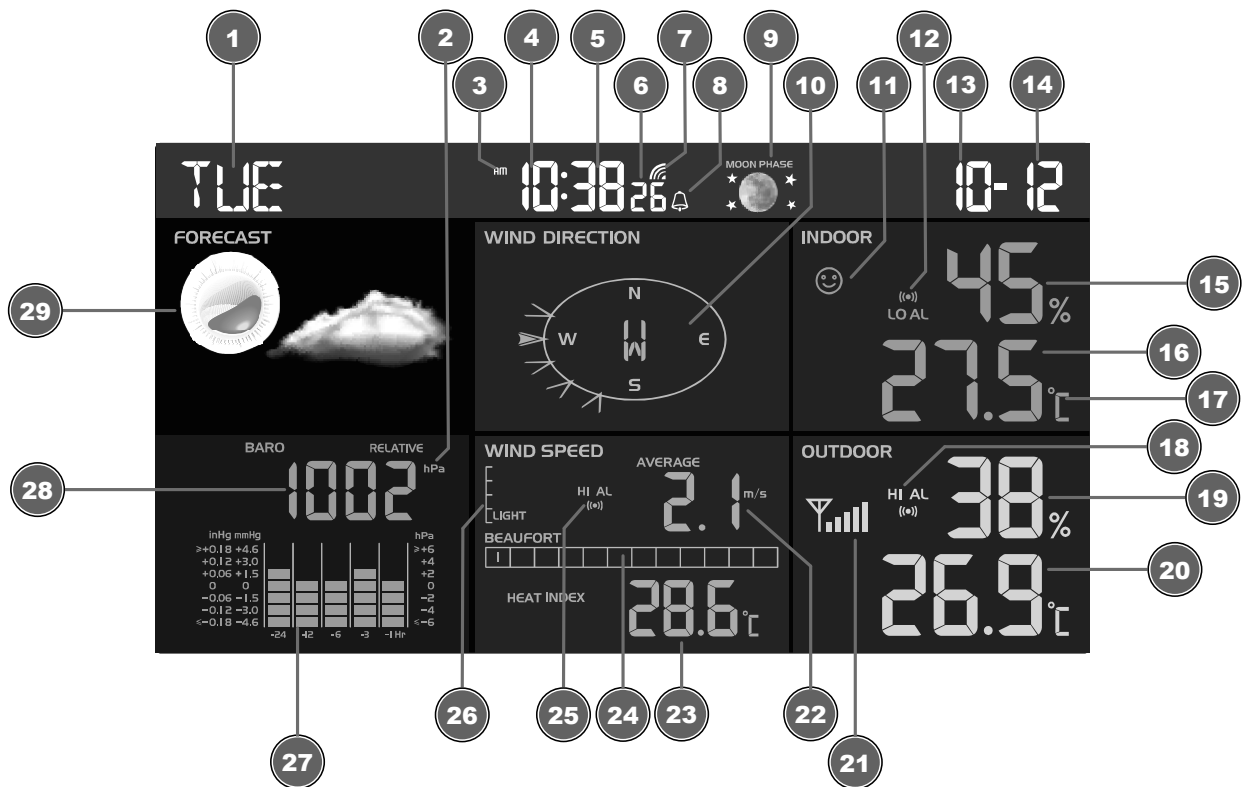 1 2 4 5 7 9 12
3 6 8 10 11 13 14
TUE AM 10:38 26 MOON PHASE 10-12
FORECAST
WIND DIRECTION
N
W W E
S
INDOOR
45 %
LO AL
27.5 °C
15
16
17
29
BARO RELATIVE
1002 hPa
28
inHg mmHg hPa
≥+0.18 +4.6 ≥+6
+0.12 +3.0 +4
+0.06 +1.5 +2
0 0 0
-0.06 -1.5 -2
-0.12 -3.0 -4
≤-0.18 -4.6 ≤-6
-24 -12 -6 -3 -1 Hr
WIND SPEED
AVERAGE
HI AL
2.1 m/s
LIGHT
BEAUFORT
1
HEAT INDEX
28.6 °C
OUTDOOR
HI AL
38 %
26.9 °C
18
19
20
26 25 24 23 22
27 21